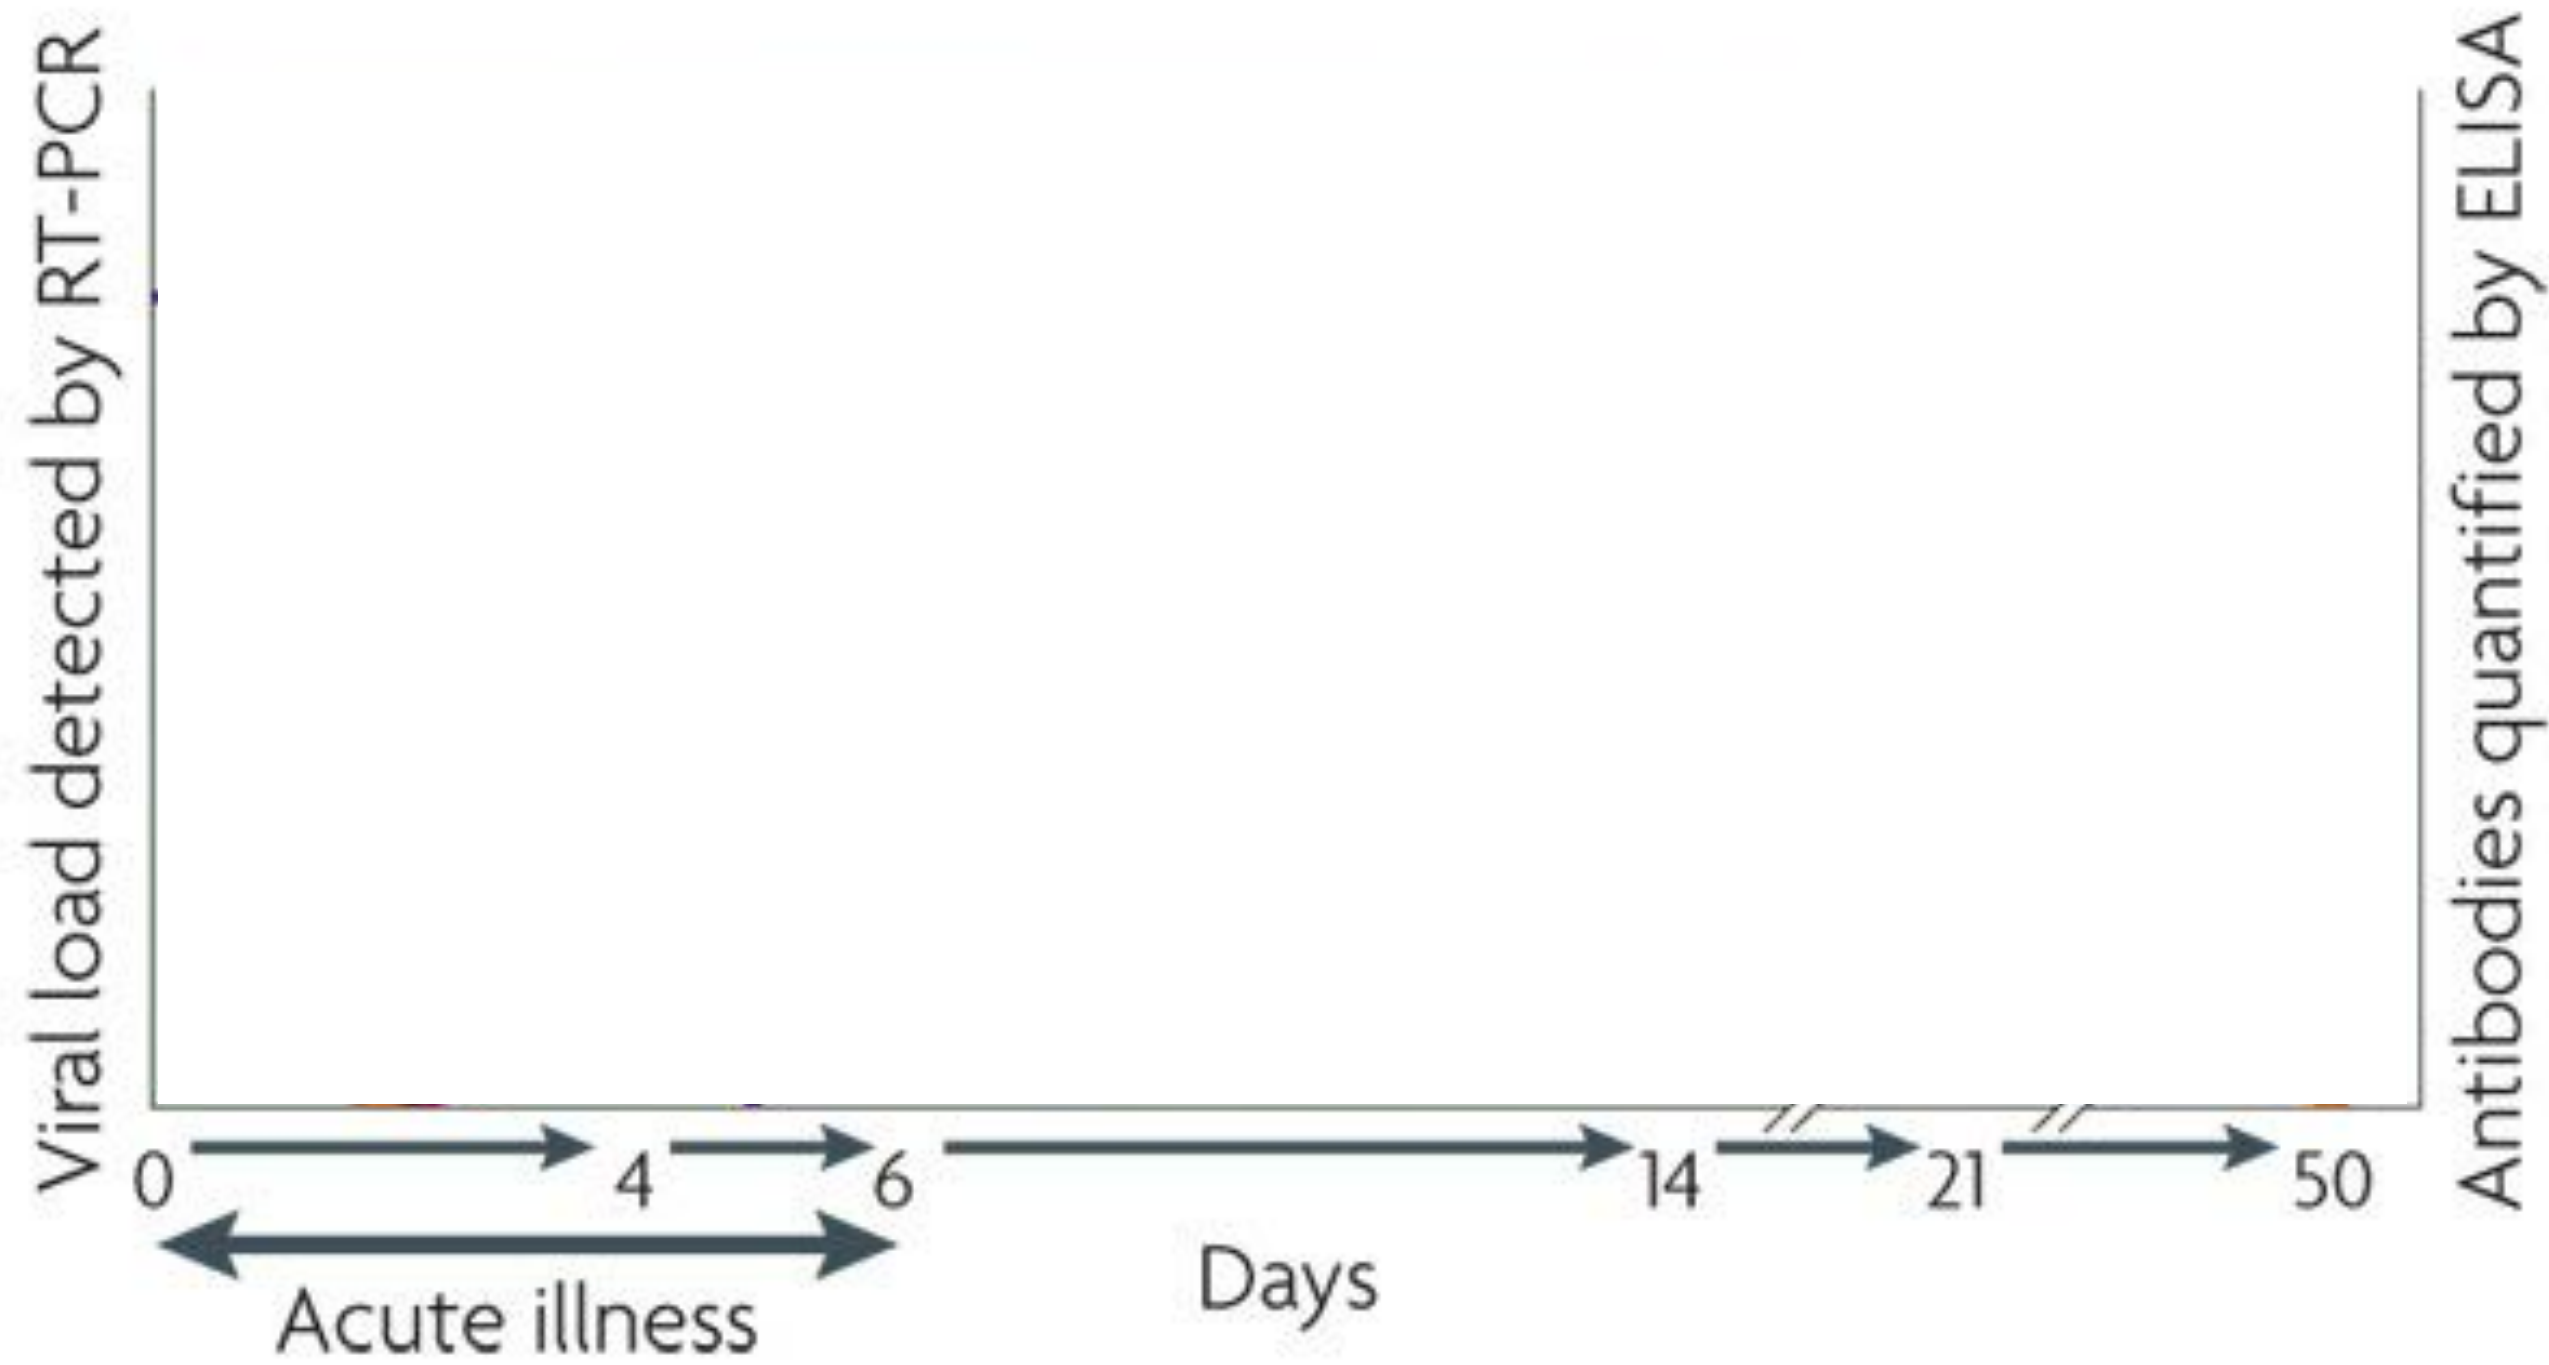 Viral load detected by RT-PCR
Antibodies quantified by ELISA
0 4 6 14 21 50
Acute illness
Days